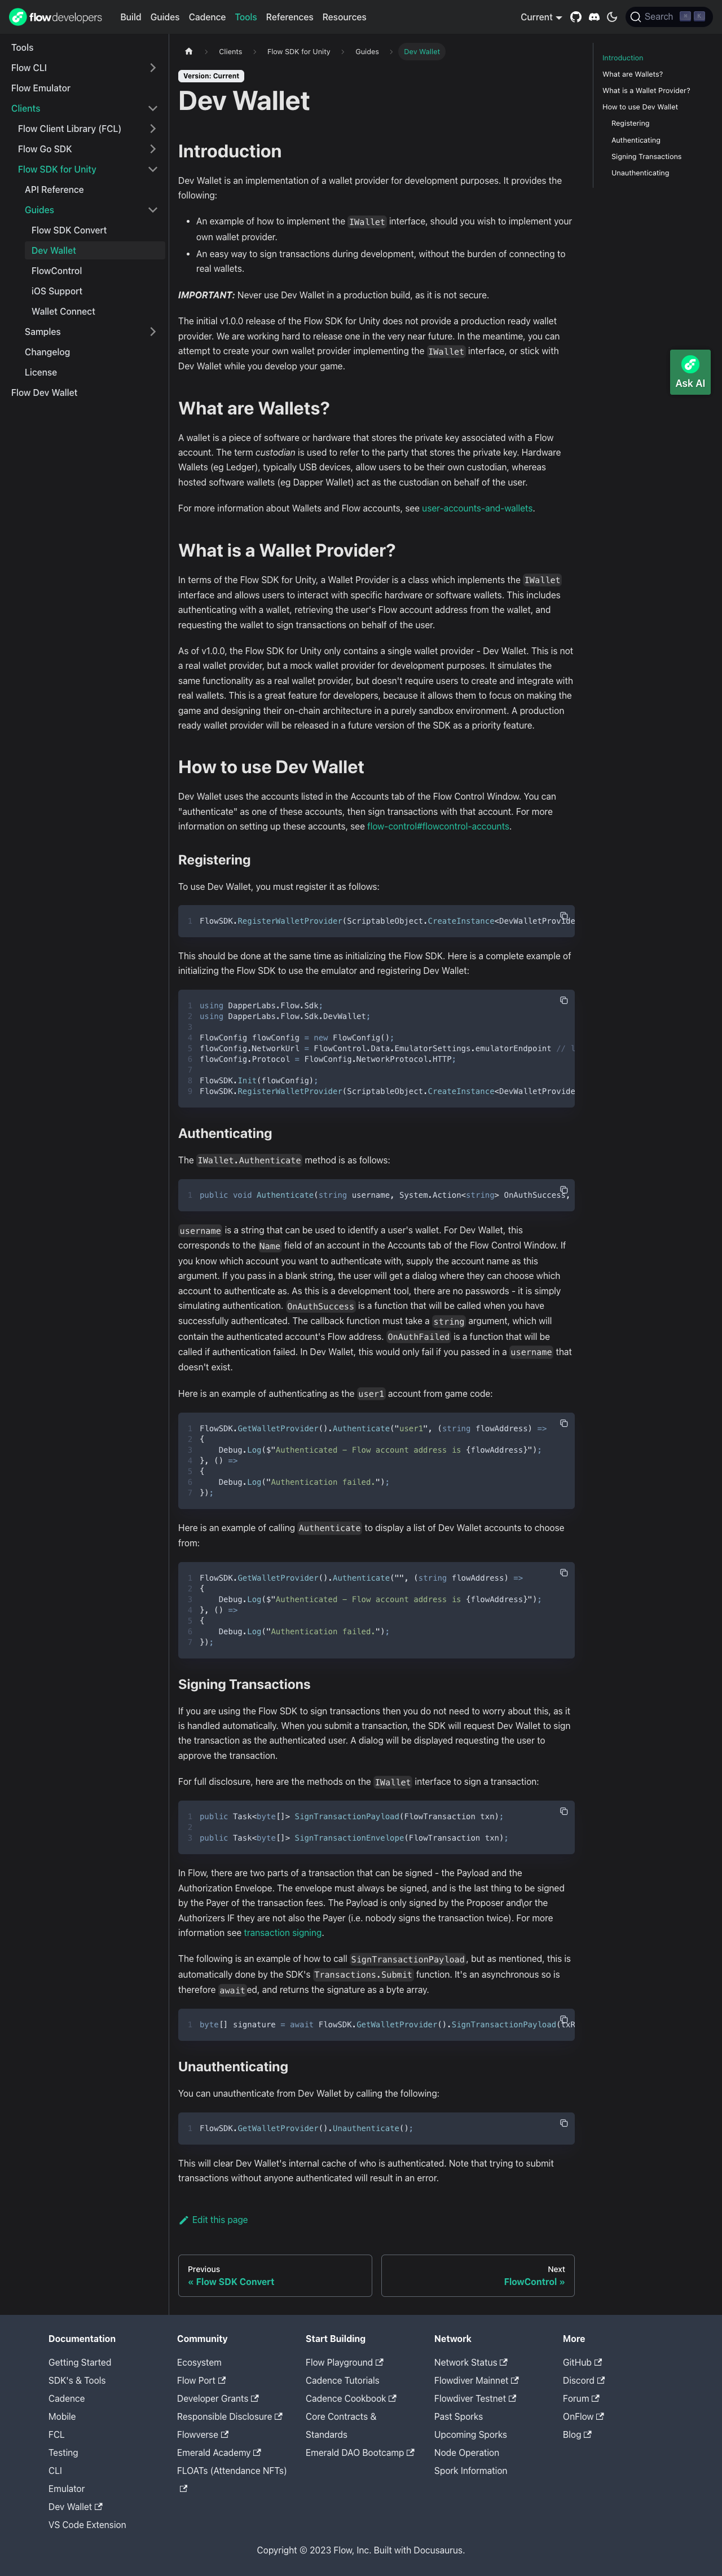 flowdevelopers Build Guides Cadence Tools References Resources Current Search
Tools
Flow CLI
Flow Emulator
Clients
Flow Client Library (FCL)
Flow Go SDK
Flow SDK for Unity
API Reference
Guides
Flow SDK Convert
Dev Wallet
FlowControl
iOS Support
Wallet Connect
Samples
Changelog
License
Flow Dev Wallet
Clients Flow SDK for Unity Guides Dev Wallet
Version: Current
Dev Wallet
Introduction
Dev Wallet is an implementation of a wallet provider for development purposes. It provides the
following:
An example of how to implement the IWallet interface, should you wish to implement your
own wallet provider.
An easy way to sign transactions during development, without the burden of connecting to
real wallets.
IMPORTANT: Never use Dev Wallet in a production build, as it is not secure.
The initial v1.0.0 release of the Flow SDK for Unity does not provide a production ready wallet
provider. We are working hard to release one in the very near future. In the meantime, you can
attempt to create your own wallet provider implementing the IWallet interface, or stick with
Dev Wallet while you develop your game.
What are Wallets?
A wallet is a piece of software or hardware that stores the private key associated with a Flow
account. The term custodian is used to refer to the party that stores the private key. Hardware
Wallets (eg Ledger), typically USB devices, allow users to be their own custodian, whereas
hosted software wallets (eg Dapper Wallet) act as the custodian on behalf of the user.
For more information about Wallets and Flow accounts, see user-accounts-and-wallets.
What is a Wallet Provider?
In terms of the Flow SDK for Unity, a Wallet Provider is a class which implements the IWallet
interface and allows users to interact with specific hardware or software wallets. This includes
authenticating with a wallet, retrieving the user's Flow account address from the wallet, and
requesting the wallet to sign transactions on behalf of the user.
As of v1.0.0, the Flow SDK for Unity only contains a single wallet provider - Dev Wallet. This is not
a real wallet provider, but a mock wallet provider for development purposes. It simulates the
same functionality as a real wallet provider, but doesn't require users to create and integrate with
real wallets. This is a great feature for developers, because it allows them to focus on making the
game and designing their on-chain architecture in a purely sandbox environment. A production
ready wallet provider will be released in a future version of the SDK as a priority feature.
How to use Dev Wallet
Dev Wallet uses the accounts listed in the Accounts tab of the Flow Control Window. You can
"authenticate" as one of these accounts, then sign transactions with that account. For more
information on setting up these accounts, see flow-control#flowcontrol-accounts.
Registering
To use Dev Wallet, you must register it as follows:
1 FlowSDK.RegisterWalletProvider(ScriptableObject.CreateInstance<DevWalletProvide
This should be done at the same time as initializing the Flow SDK. Here is a complete example of
initializing the Flow SDK to use the emulator and registering Dev Wallet:
1 using DapperLabs.Flow.Sdk;
2 using DapperLabs.Flow.Sdk.DevWallet;
3
4 FlowConfig flowConfig = new FlowConfig();
5 flowConfig.NetworkUrl = FlowControl.Data.EmulatorSettings.emulatorEndpoint // l
6 flowConfig.Protocol = FlowConfig.NetworkProtocol.HTTP;
7
8 FlowSDK.Init(flowConfig);
9 FlowSDK.RegisterWalletProvider(ScriptableObject.CreateInstance<DevWalletProvide
Authenticating
The IWallet.Authenticate method is as follows:
1 public void Authenticate(string username, System.Action<string> OnAuthSuccess,
username is a string that can be used to identify a user's wallet. For Dev Wallet, this
corresponds to the Name field of an account in the Accounts tab of the Flow Control Window. If
you know which account you want to authenticate with, supply the account name as this
argument. If you pass in a blank string, the user will get a dialog where they can choose which
account to authenticate as. As this is a development tool, there are no passwords - it is simply
simulating authentication. OnAuthSuccess is a function that will be called when you have
successfully authenticated. The callback function must take a string argument, which will
contain the authenticated account's Flow address. OnAuthFailed is a function that will be
called if authentication failed. In Dev Wallet, this would only fail if you passed in a username that
doesn't exist.
Here is an example of authenticating as the user1 account from game code:
1 FlowSDK.GetWalletProvider().Authenticate("user1", (string flowAddress) =>
2 {
3 Debug.Log($"Authenticated - Flow account address is {flowAddress}");
4 }, () =>
5 {
6 Debug.Log("Authentication failed.");
7 });
Here is an example of calling Authenticate to display a list of Dev Wallet accounts to choose
from:
1 FlowSDK.GetWalletProvider().Authenticate("", (string flowAddress) =>
2 {
3 Debug.Log($"Authenticated - Flow account address is {flowAddress}");
4 }, () =>
5 {
6 Debug.Log("Authentication failed.");
7 });
Signing Transactions
If you are using the Flow SDK to sign transactions then you do not need to worry about this, as it
is handled automatically. When you submit a transaction, the SDK will request Dev Wallet to sign
the transaction as the authenticated user. A dialog will be displayed requesting the user to
approve the transaction.
For full disclosure, here are the methods on the IWallet interface to sign a transaction:
1 public Task<byte[]> SignTransactionPayload(FlowTransaction txn);
2
3 public Task<byte[]> SignTransactionEnvelope(FlowTransaction txn);
In Flow, there are two parts of a transaction that can be signed - the Payload and the
Authorization Envelope. The envelope must always be signed, and is the last thing to be signed
by the Payer of the transaction fees. The Payload is only signed by the Proposer and\or the
Authorizers IF they are not also the Payer (i.e. nobody signs the transaction twice). For more
information see transaction signing.
The following is an example of how to call SignTransactionPayload, but as mentioned, this is
automatically done by the SDK's Transactions.Submit function. It's an asynchronous so is
therefore awaited, and returns the signature as a byte array.
1 byte[] signature = await FlowSDK.GetWalletProvider().SignTransactionPayload(txR
Unauthenticating
You can unauthenticate from Dev Wallet by calling the following:
1 FlowSDK.GetWalletProvider().Unauthenticate();
This will clear Dev Wallet's internal cache of who is authenticated. Note that trying to submit
transactions without anyone authenticated will result in an error.
Edit this page
Previous
« Flow SDK Convert
Next
FlowControl »
Introduction
What are Wallets?
What is a Wallet Provider?
How to use Dev Wallet
Registering
Authenticating
Signing Transactions
Unauthenticating
Ask AI
Documentation
Getting Started
SDK's & Tools
Cadence
Mobile
FCL
Testing
CLI
Emulator
Dev Wallet
VS Code Extension
Community
Ecosystem
Flow Port
Developer Grants
Responsible Disclosure
Flowverse
Emerald Academy
FLOATs (Attendance NFTs)
Start Building
Flow Playground
Cadence Tutorials
Cadence Cookbook
Core Contracts &
Standards
Emerald DAO Bootcamp
Network
Network Status
Flowdiver Mainnet
Flowdiver Testnet
Past Sporks
Upcoming Sporks
Node Operation
Spork Information
More
GitHub
Discord
Forum
OnFlow
Blog
Copyright © 2023 Flow, Inc. Built with Docusaurus.